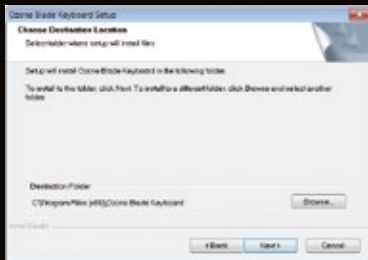 Ozone Blade Keyboard Setup
Choose Destination Location
Select folder where setup will install files.
Setup will install Ozone Blade Keyboard in the following folder.
To install to this folder, click Next. To install to a different folder, click Browse and select another
folder.
Destination Folder
C:\Program Files (x86)\Ozone Blade Keyboard
Browse...
< Back
Next >
Cancel